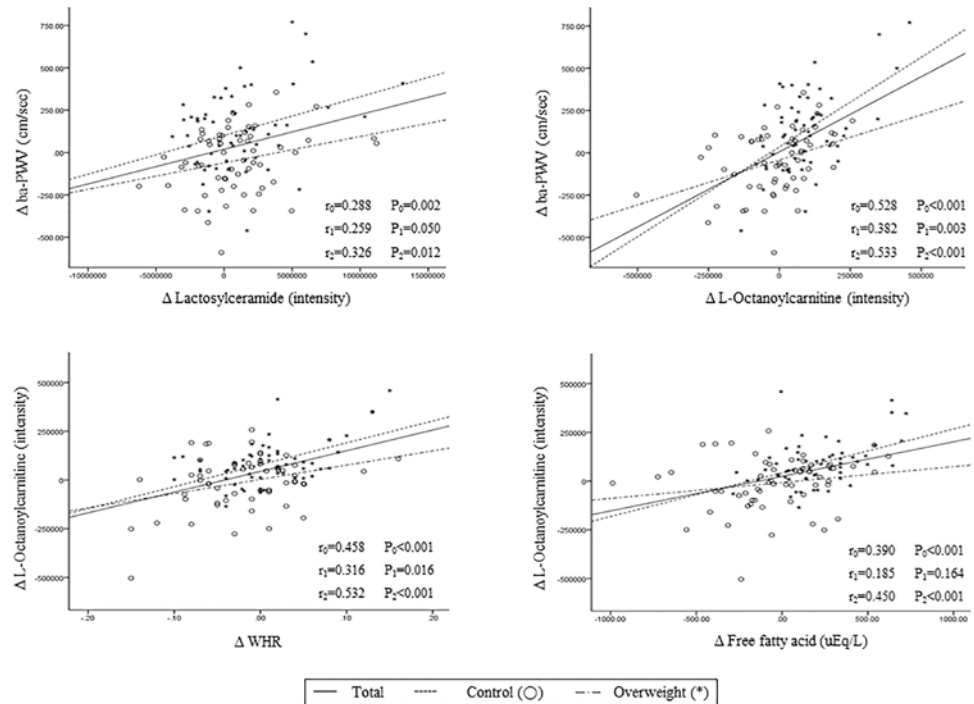 750.00
500.00
250.00
.00
-250.00
-500.00
Δ ba-PWV (cm/sec)
-1000000 -500000 0 5000000 10000000 15000000
Δ Lactosylceramide (intensity)
r0=0.288 P0=0.002
r1=0.259 P1=0.050
r2=0.326 P2=0.012
750.00
500.00
250.00
.00
-250.00
-500.00
Δ ba-PWV (cm/sec)
-500000 -250000 0 250000 500000
Δ L-Octanoylcarnitine (intensity)
r0=0.528 P0<0.001
r1=0.382 P1=0.003
r2=0.533 P2<0.001
500000
250000
0
-250000
-500000
Δ L-Octanoylcarnitine (intensity)
-.20 -.10 .00 .10 .20
Δ WHR
r0=0.458 P0<0.001
r1=0.316 P1=0.016
r2=0.532 P2<0.001
500000
250000
0
-250000
-500000
Δ L-Octanoylcarnitine (intensity)
-1000.00 -500.00 .00 500.00 1000.00
Δ Free fatty acid (uEq/L)
r0=0.390 P0<0.001
r1=0.185 P1=0.164
r2=0.450 P2<0.001
Total Control (○) Overweight (*)